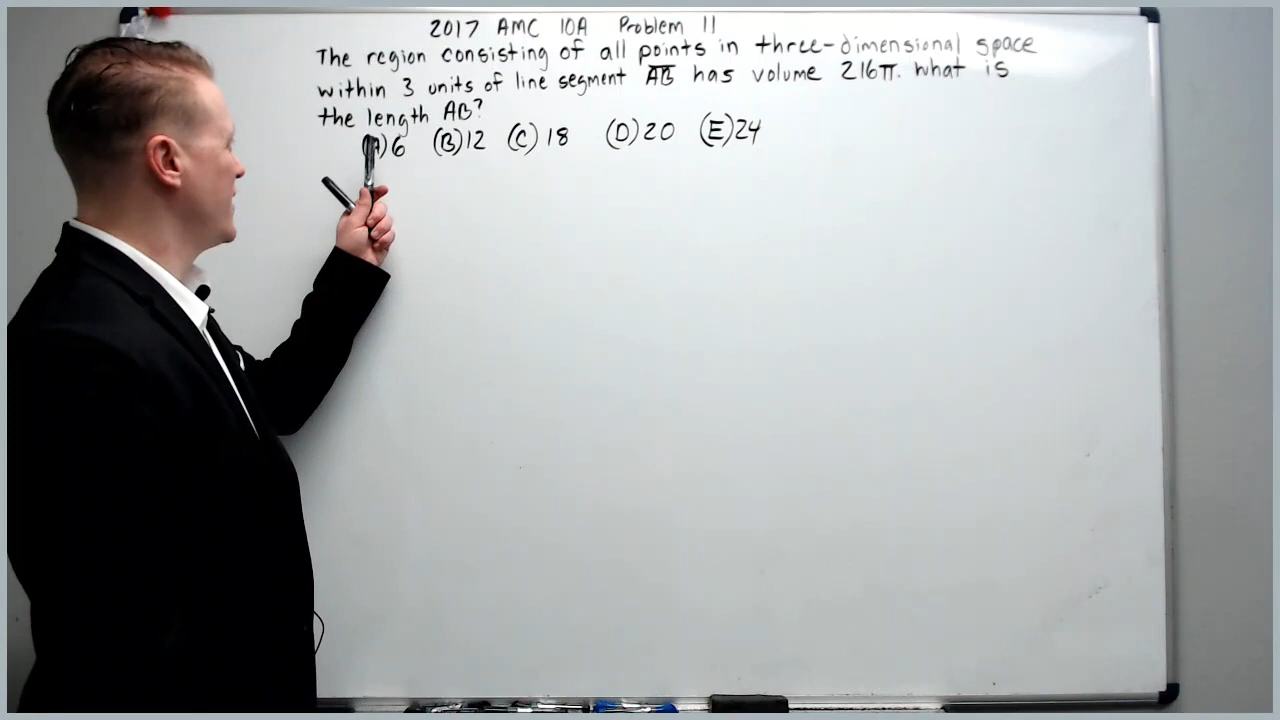 2017 AMC 10A Problem 11
The region consisting of all points in three-dimensional space
within 3 units of line segment A̅B̅ has volume 216π. What is
the length AB?
(A)6 (B)12 (C)18 (D)20 (E)24